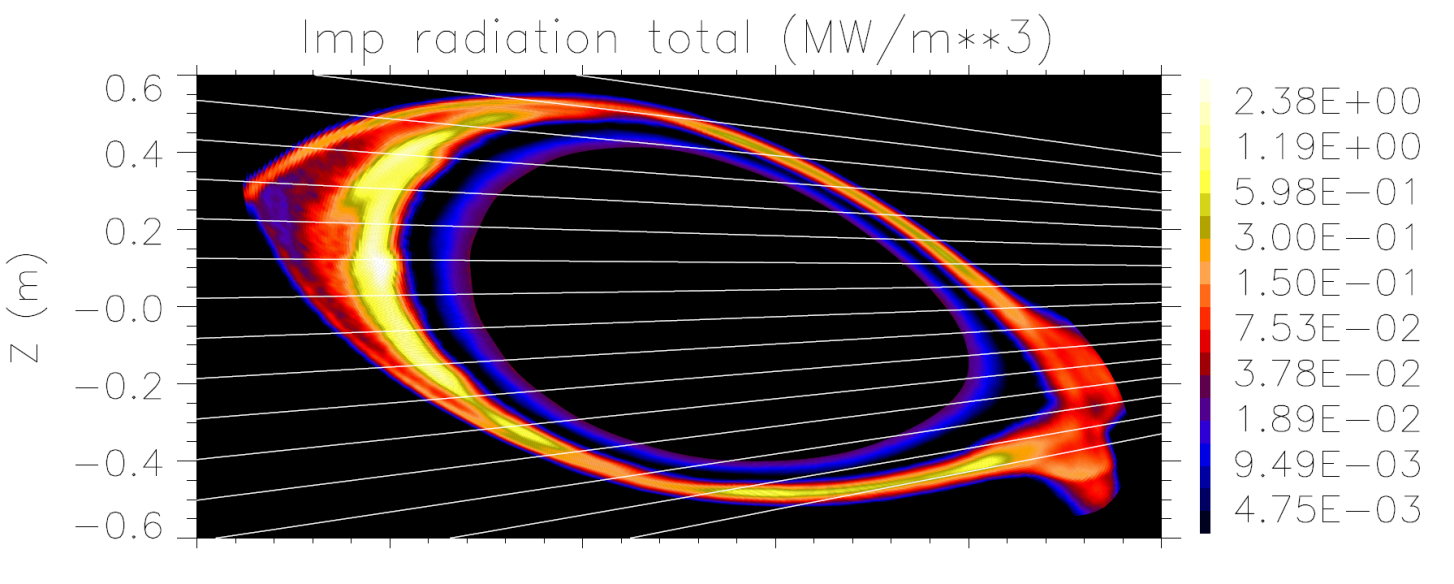 Imp radiation total (MW/m**3)
Z (m)
0.6
0.4
0.2
−0.0
−0.2
−0.4
−0.6
2.38E+00
1.19E+00
5.98E−01
3.00E−01
1.50E−01
7.53E−02
3.78E−02
1.89E−02
9.49E−03
4.75E−03